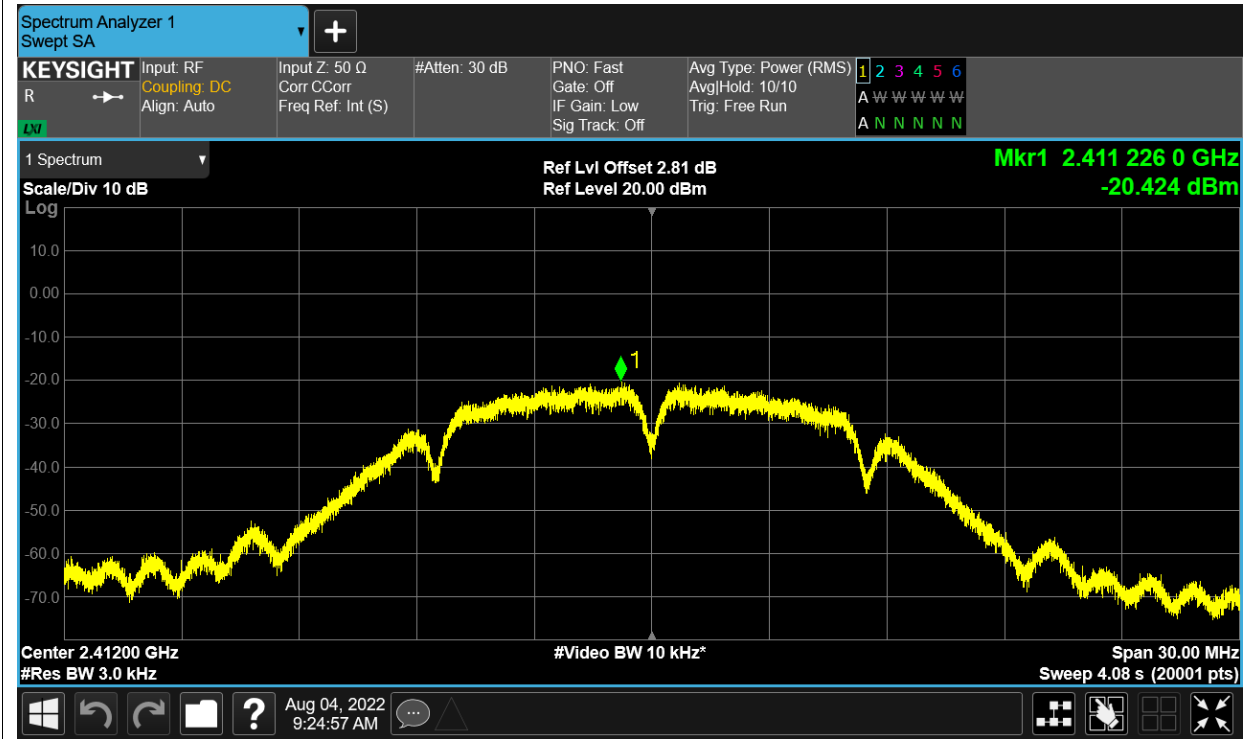 Spectrum Analyzer 1
Swept SA
KEYSIGHT
R
LXI
Input: RF
Coupling: DC
Align: Auto
Input Z: 50 Ω
Corr CCorr
Freq Ref: Int (S)
#Atten: 30 dB
PNO: Fast
Gate: Off
IF Gain: Low
Sig Track: Off
Avg Type: Power (RMS)
Avg|Hold: 10/10
Trig: Free Run
1 2 3 4 5 6
A W W W W W
A N N N N N
1 Spectrum
Scale/Div 10 dB
Ref Lvl Offset 2.81 dB
Ref Level 20.00 dBm
Mkr1 2.411 226 0 GHz
-20.424 dBm
Log
10.0
0.00
-10.0
1
-20.0
-30.0
-40.0
-50.0
-60.0
-70.0
Center 2.41200 GHz
#Res BW 3.0 kHz
#Video BW 10 kHz*
Span 30.00 MHz
Sweep 4.08 s (20001 pts)
?
Aug 04, 2022
9:24:57 AM